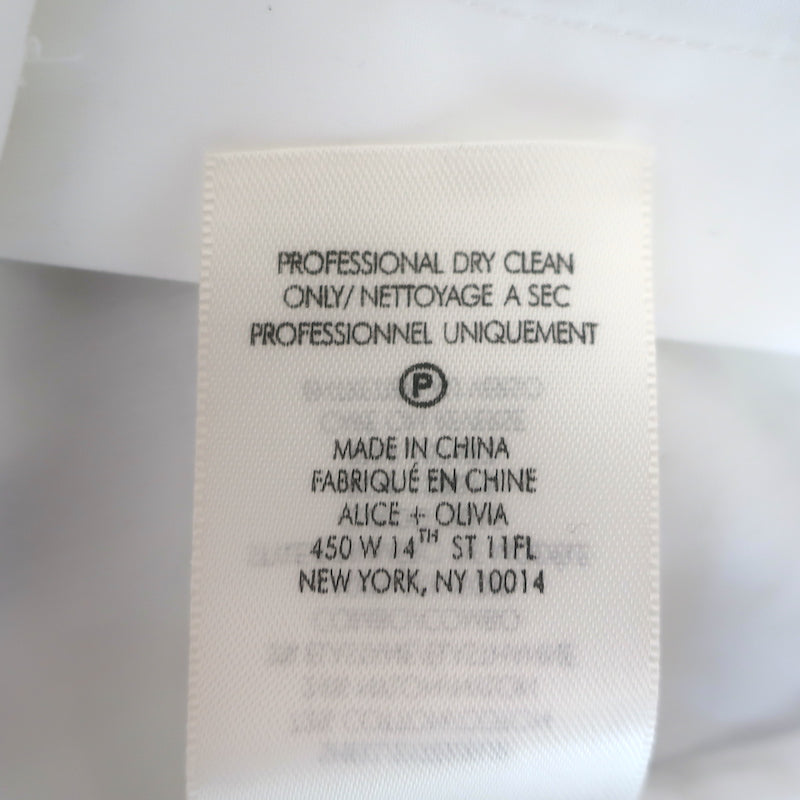 PROFESSIONAL DRY CLEAN
ONLY/ NETTOYAGE A SEC
PROFESSIONNEL UNIQUEMENT
P
MADE IN CHINA
FABRIQUÉ EN CHINE
ALICE + OLIVIA
450 W 14TH ST 11FL
NEW YORK, NY 10014